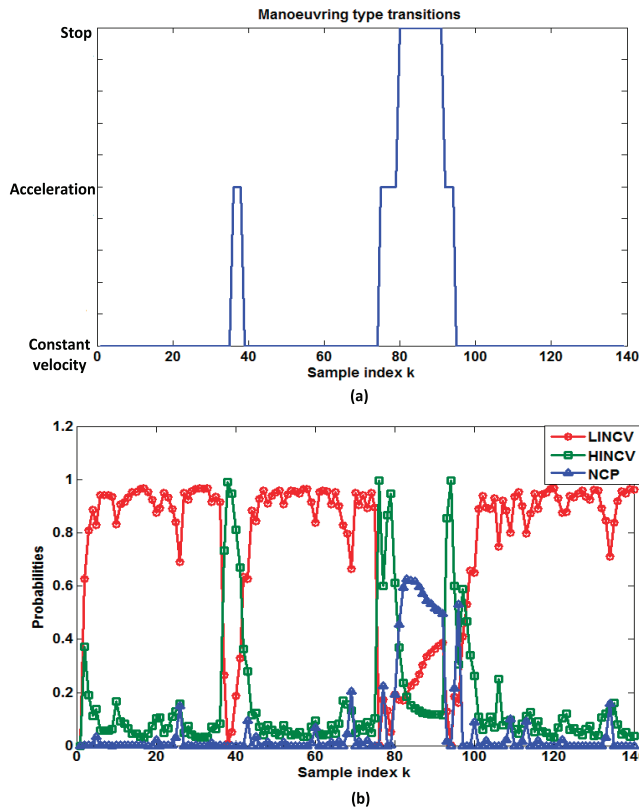 Manoeuvring type transitions
Stop
Acceleration
Constant
velocity
0 20 40 60 80 100 120 140
Sample index k
(a)
1.2
1
0.8
0.6
0.4
0.2
0
Probabilities
LINCV
HINCV
NCP
0 20 40 60 80 100 120 140
Sample index k
(b)